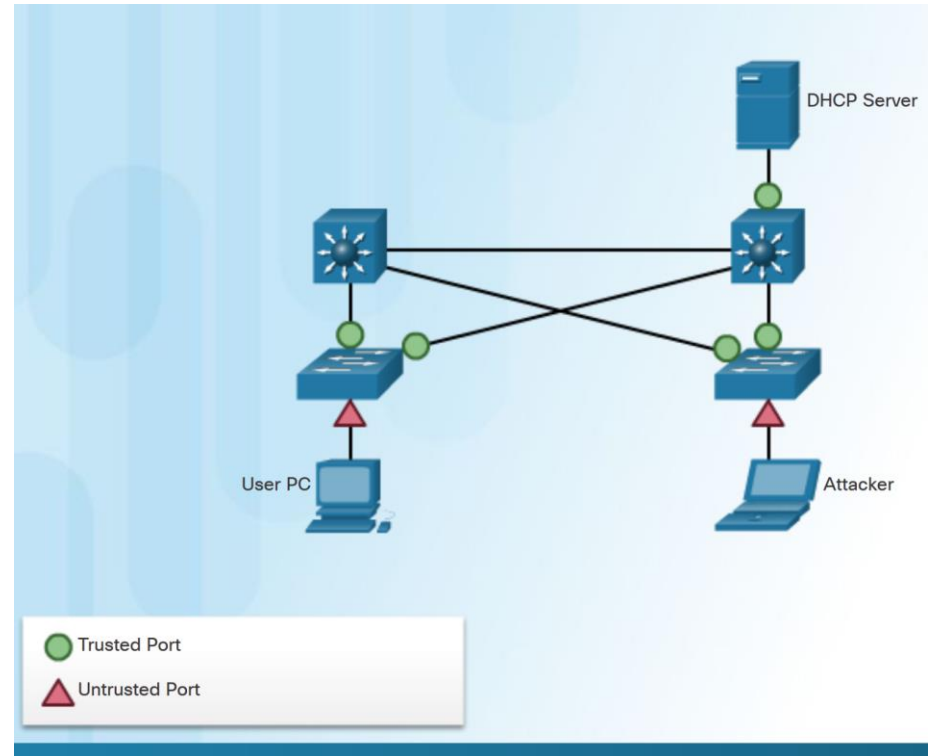 DHCP Server
User PC
Attacker
Trusted Port
Untrusted Port